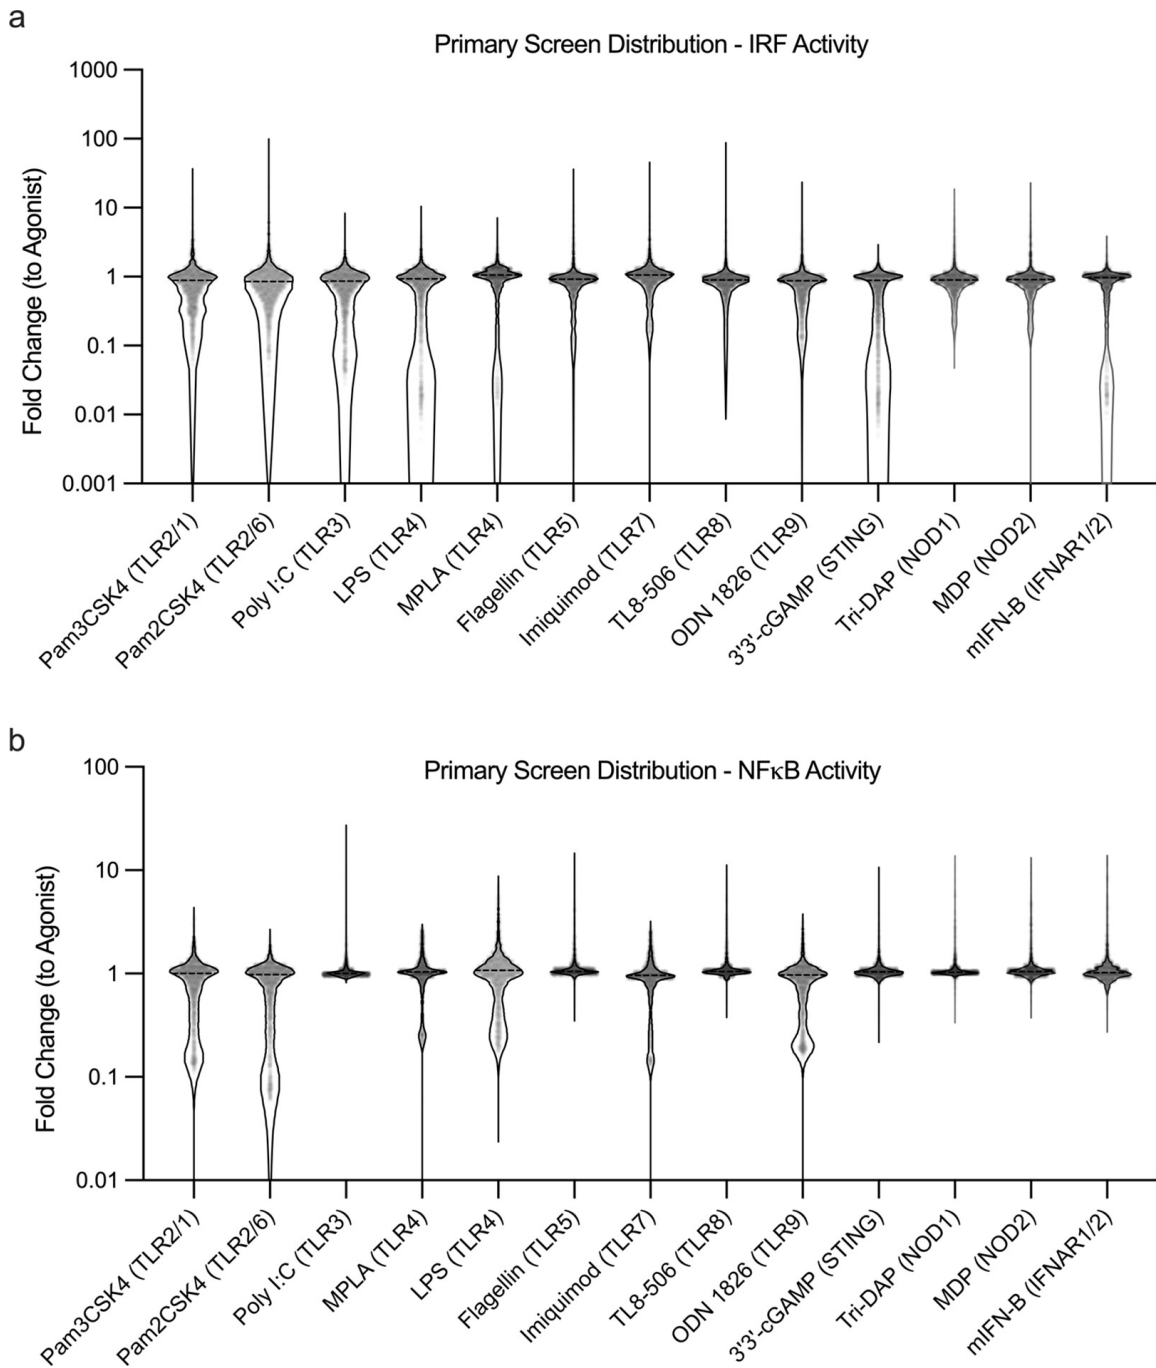 a
Primary Screen Distribution - IRF Activity
Fold Change (to Agonist)
1000
100
10
1
0.1
0.01
0.001
Pam3CSK4 (TLR2/1)
Pam2CSK4 (TLR2/6)
Poly I:C (TLR3)
LPS (TLR4)
MPLA (TLR4)
Flagellin (TLR5)
Imiquimod (TLR7)
TL8-506 (TLR8)
ODN 1826 (TLR9)
3'3'-cGAMP (STING)
Tri-DAP (NOD1)
MDP (NOD2)
mIFN-B (IFNAR1/2)
b
Primary Screen Distribution - NFκB Activity
Fold Change (to Agonist)
100
10
1
0.1
0.01
Pam3CSK4 (TLR2/1)
Pam2CSK4 (TLR2/6)
Poly I:C (TLR3)
MPLA (TLR4)
LPS (TLR4)
Flagellin (TLR5)
Imiquimod (TLR7)
TL8-506 (TLR8)
ODN 1826 (TLR9)
3'3'-cGAMP (STING)
Tri-DAP (NOD1)
MDP (NOD2)
mIFN-B (IFNAR1/2)